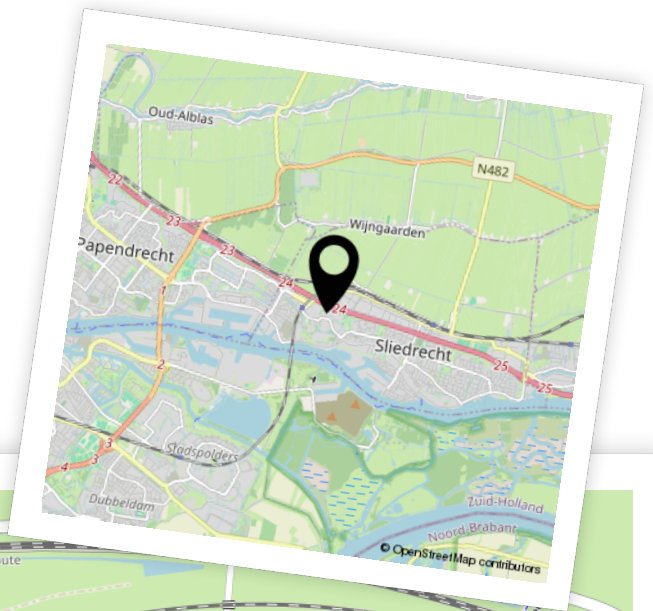 Oud-Alblas
N482
22
23
Wijngaarden
Papendrecht
23
24
1
24
Sliedrecht
2
25
25
3
Stadspolders
3
4
Dubbeldam
Zuid-Holland
Noord-Brabant
© OpenStreetMap contributors